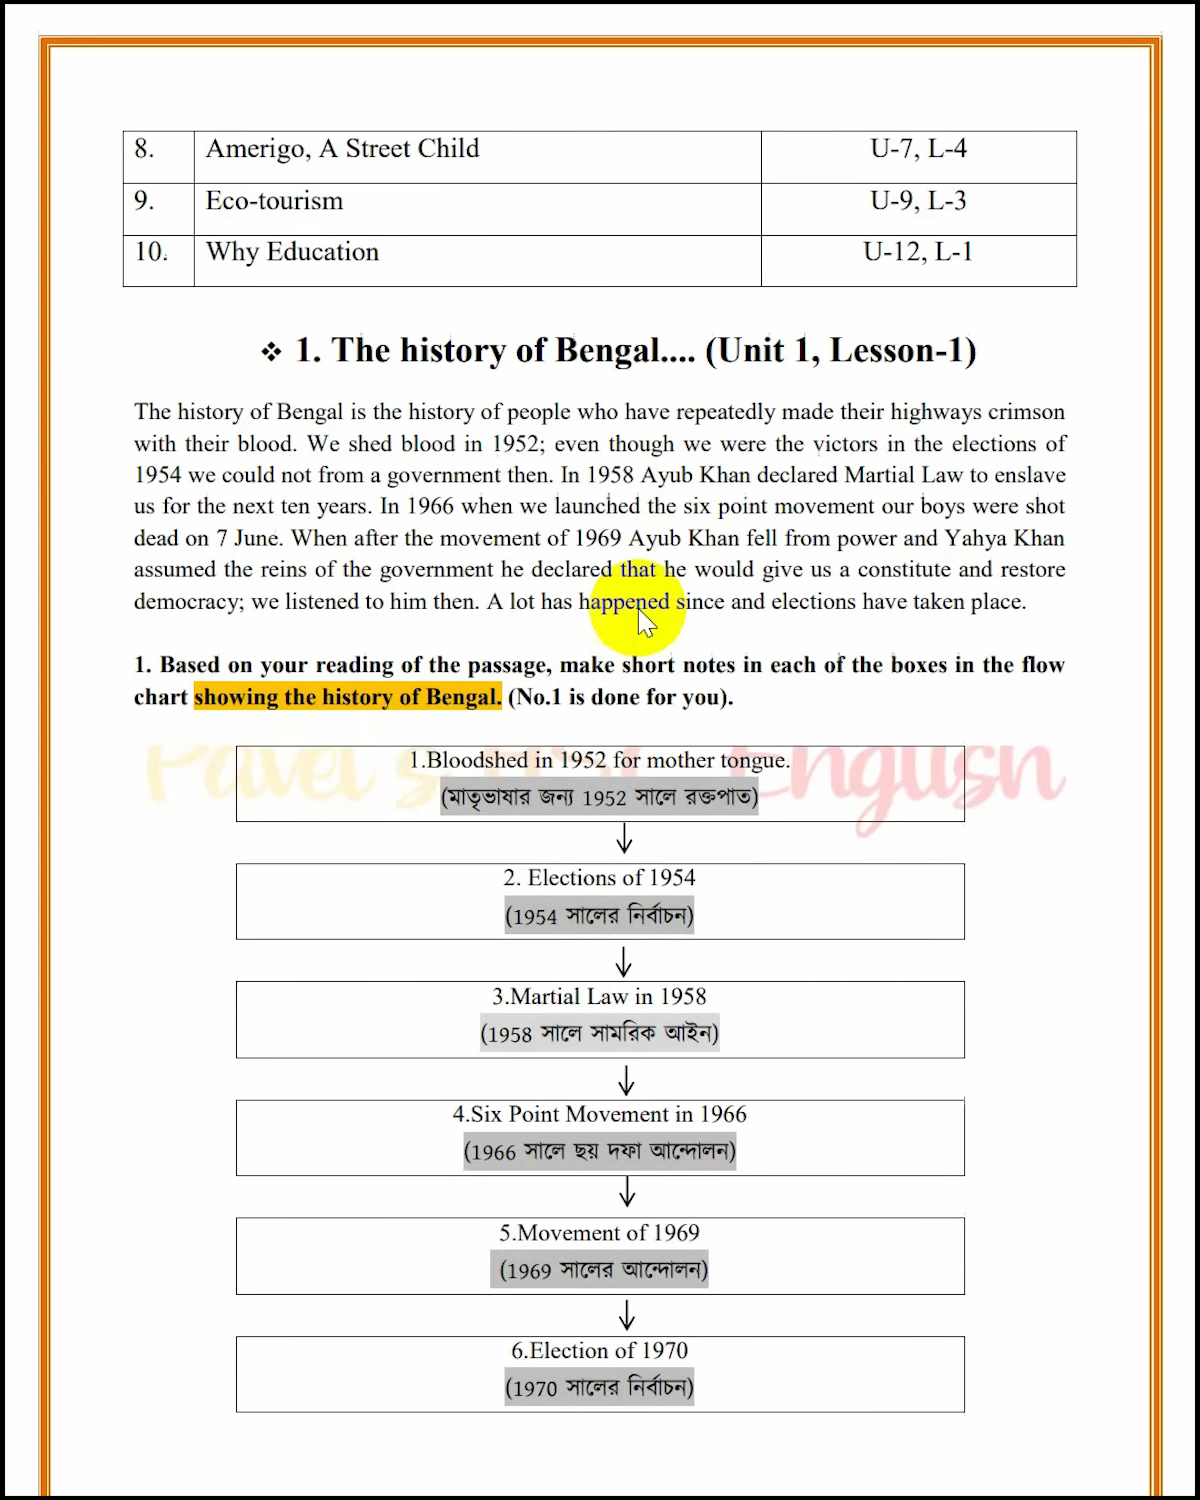 8. Amerigo, A Street Child U-7, L-4
9. Eco-tourism U-9, L-3
10. Why Education U-12, L-1
❖ 1. The history of Bengal.... (Unit 1, Lesson-1)
The history of Bengal is the history of people who have repeatedly made their highways crimson
with their blood. We shed blood in 1952; even though we were the victors in the elections of
1954 we could not from a government then. In 1958 Ayub Khan declared Martial Law to enslave
us for the next ten years. In 1966 when we launched the six point movement our boys were shot
dead on 7 June. When after the movement of 1969 Ayub Khan fell from power and Yahya Khan
assumed the reins of the government he declared that he would give us a constitute and restore
democracy; we listened to him then. A lot has happened since and elections have taken place.
1. Based on your reading of the passage, make short notes in each of the boxes in the flow
chart showing the history of Bengal. (No.1 is done for you).
1.Bloodshed in 1952 for mother tongue.
(মাতৃভাষার জন্য 1952 সালে রক্তপাত)
2. Elections of 1954
(1954 সালের নির্বাচন)
3.Martial Law in 1958
(1958 সালে সামরিক আইন)
4.Six Point Movement in 1966
(1966 সালে ছয় দফা আন্দোলন)
5.Movement of 1969
(1969 সালের আন্দোলন)
6.Election of 1970
(1970 সালের নির্বাচন)